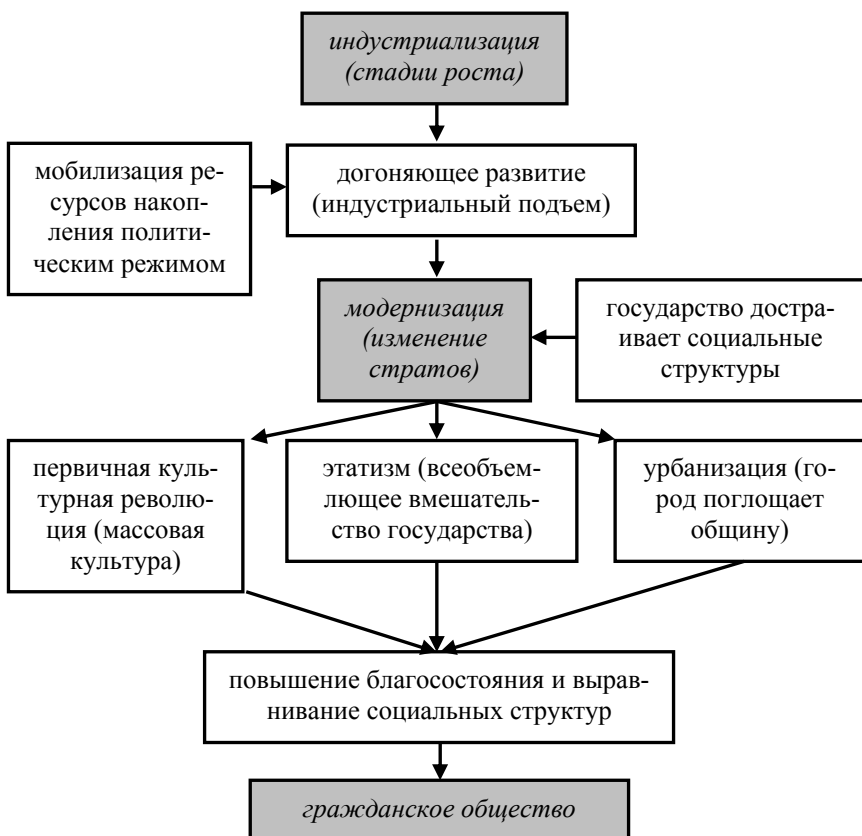 индустриализация
(стадии роста)
мобилизация ре-
сурсов накоп-
ления полити-
ческим режимом
догоняющее развитие
(индустриальный подъем)
модернизация
(изменение
стратов)
государство достра-
ивает социальные
структуры
первичная куль-
турная револю-
ция (массовая
культура)
этатизм (всеобъем-
лющее вмешатель-
ство государства)
урбанизация (го-
род поглощает
общину)
повышение благосостояния и вырав-
нивание социальных структур
гражданское общество